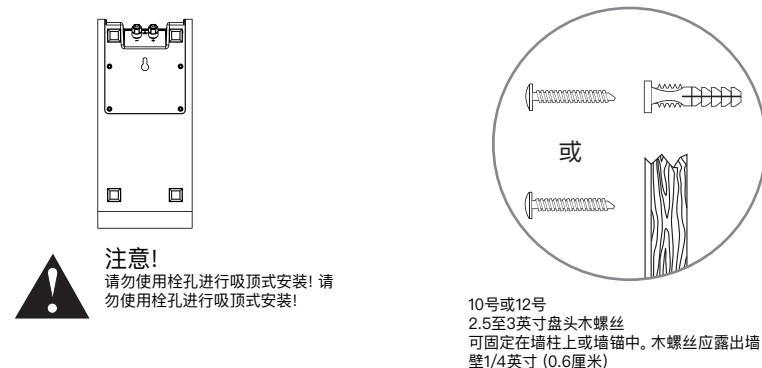 注意!
请勿使用栓孔进行吸顶式安装! 请
勿使用栓孔进行吸顶式安装!
或
10号或12号
2.5至3英寸盘头木螺丝
可固定在墙柱上或墙锚中。木螺丝应露出墙
壁1/4英寸 (0.6厘米)